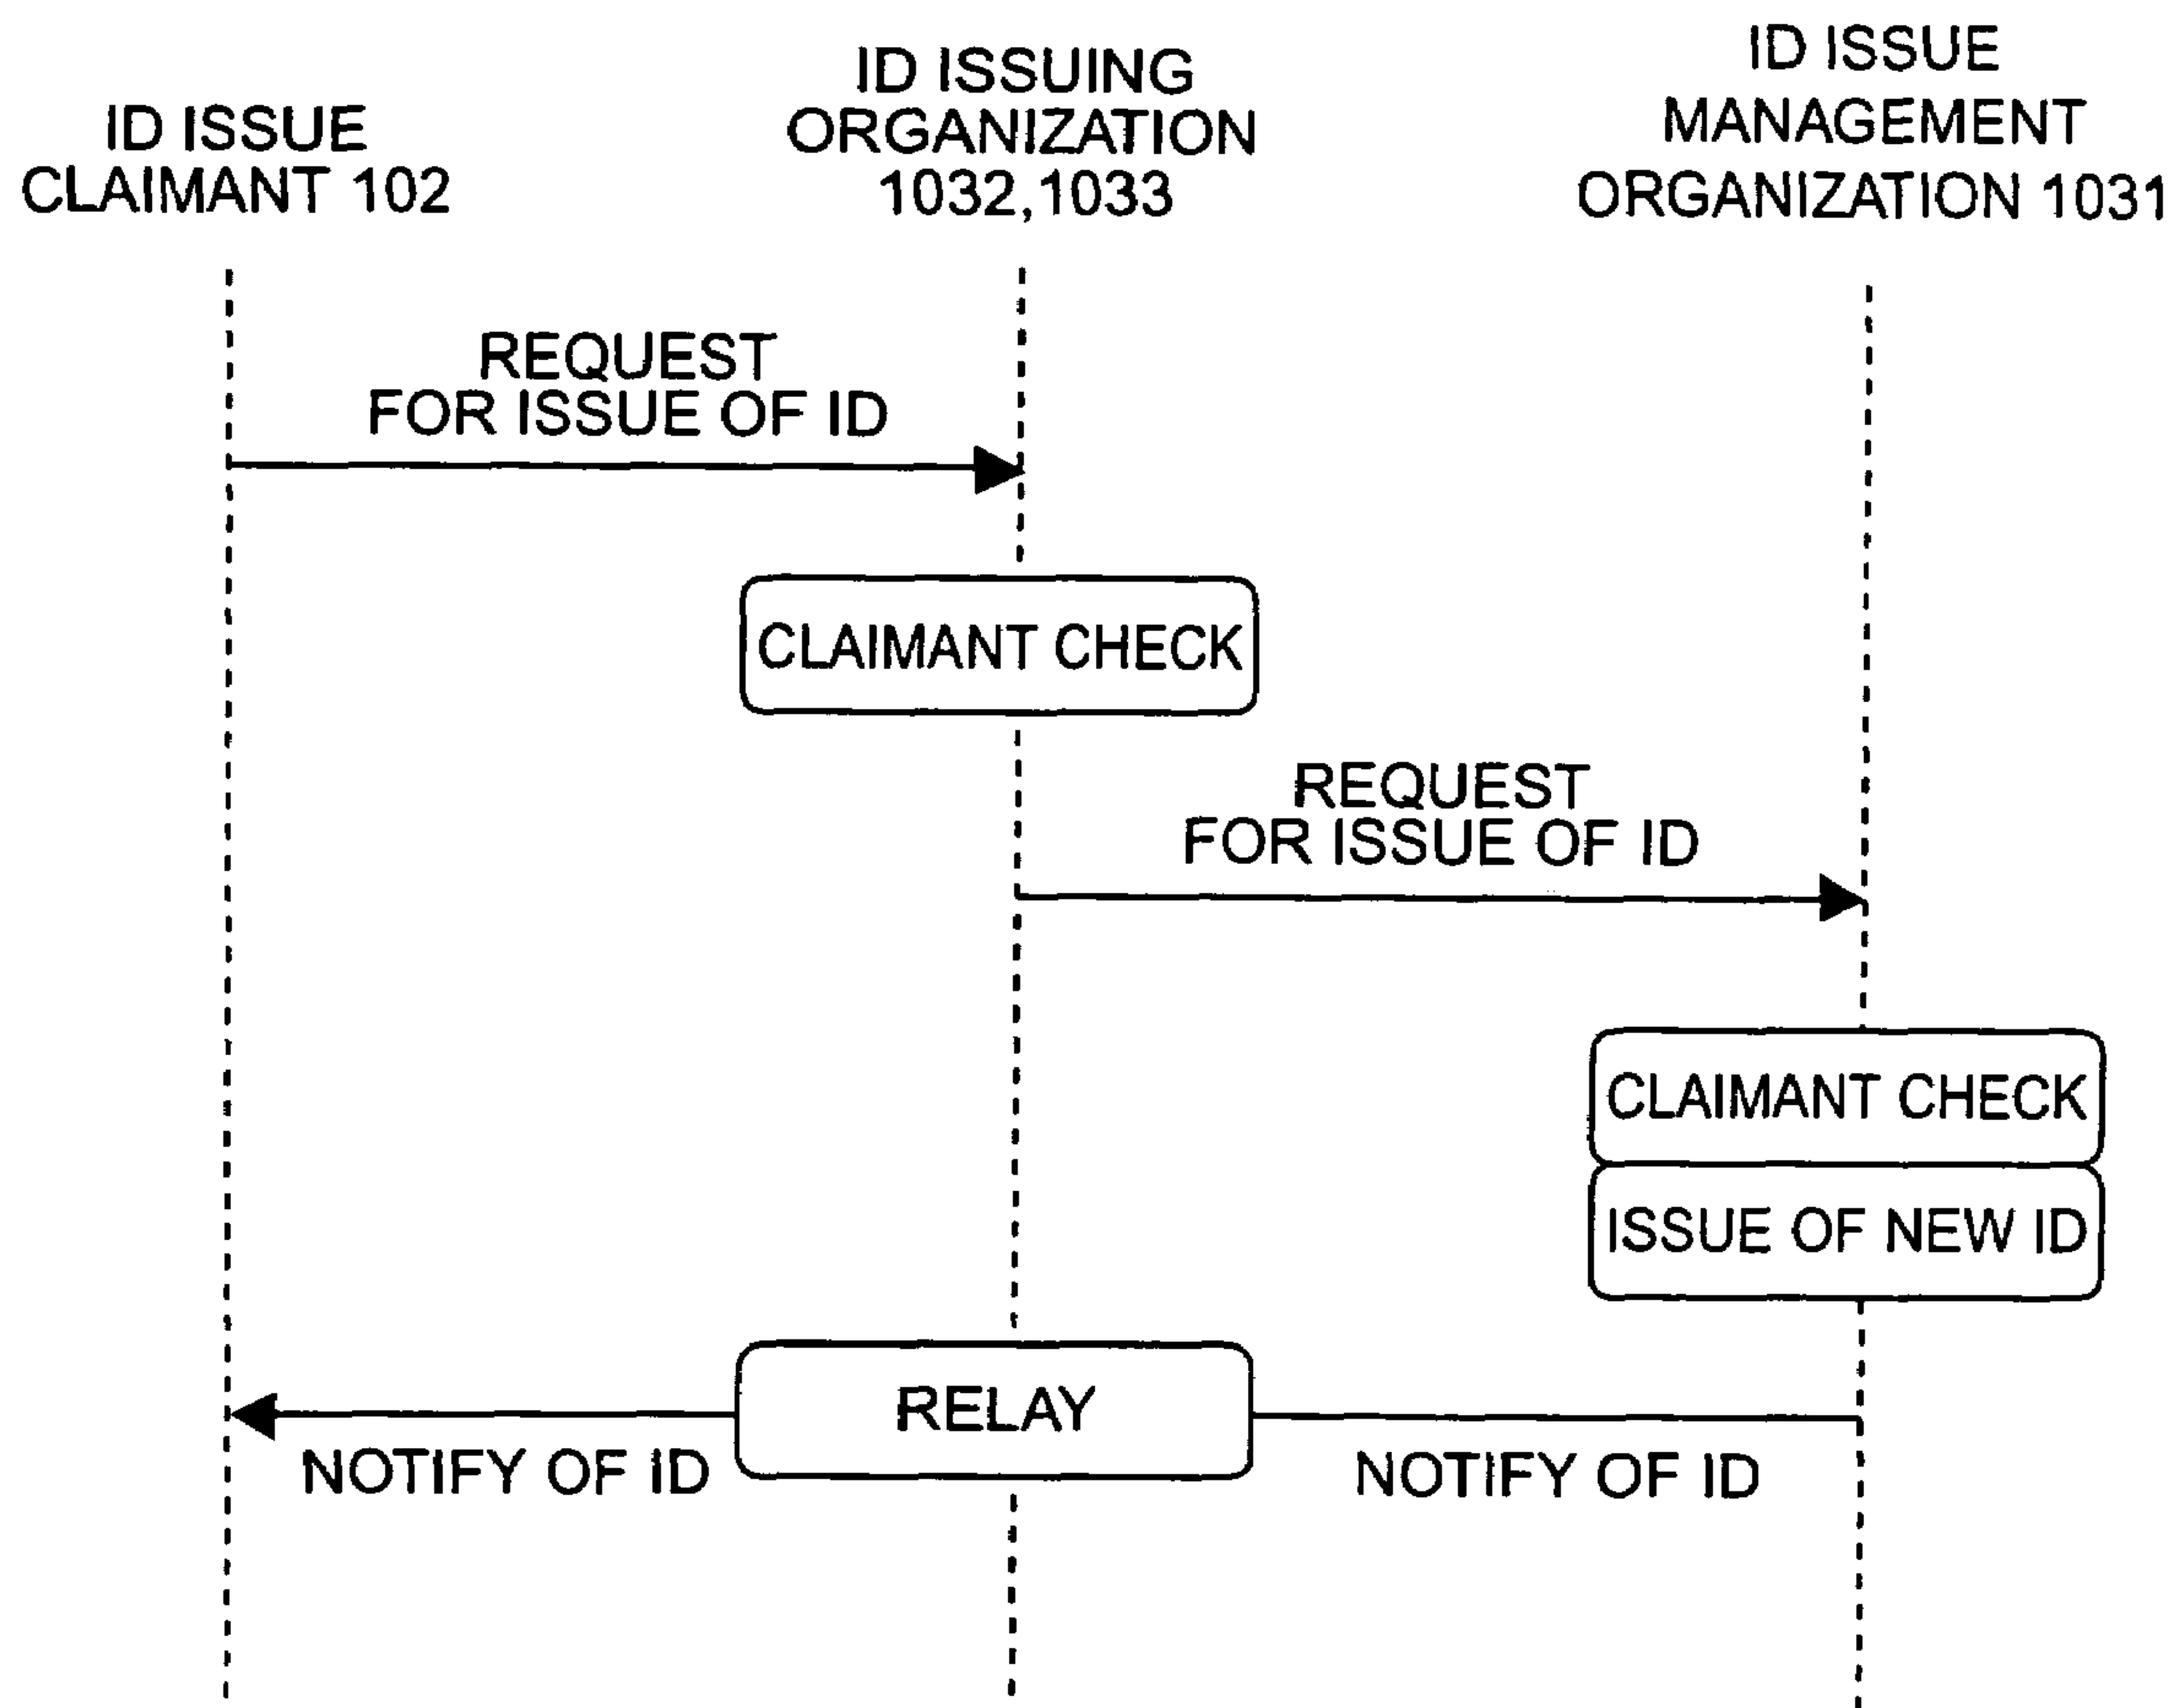 ID ISSUE
CLAIMANT 102
ID ISSUING
ORGANIZATION
1032,1033
ID ISSUE
MANAGEMENT
ORGANIZATION 1031
REQUEST
FOR ISSUE OF ID
CLAIMANT CHECK
REQUEST
FOR ISSUE OF ID
CLAIMANT CHECK
ISSUE OF NEW ID
RELAY
NOTIFY OF ID
NOTIFY OF ID